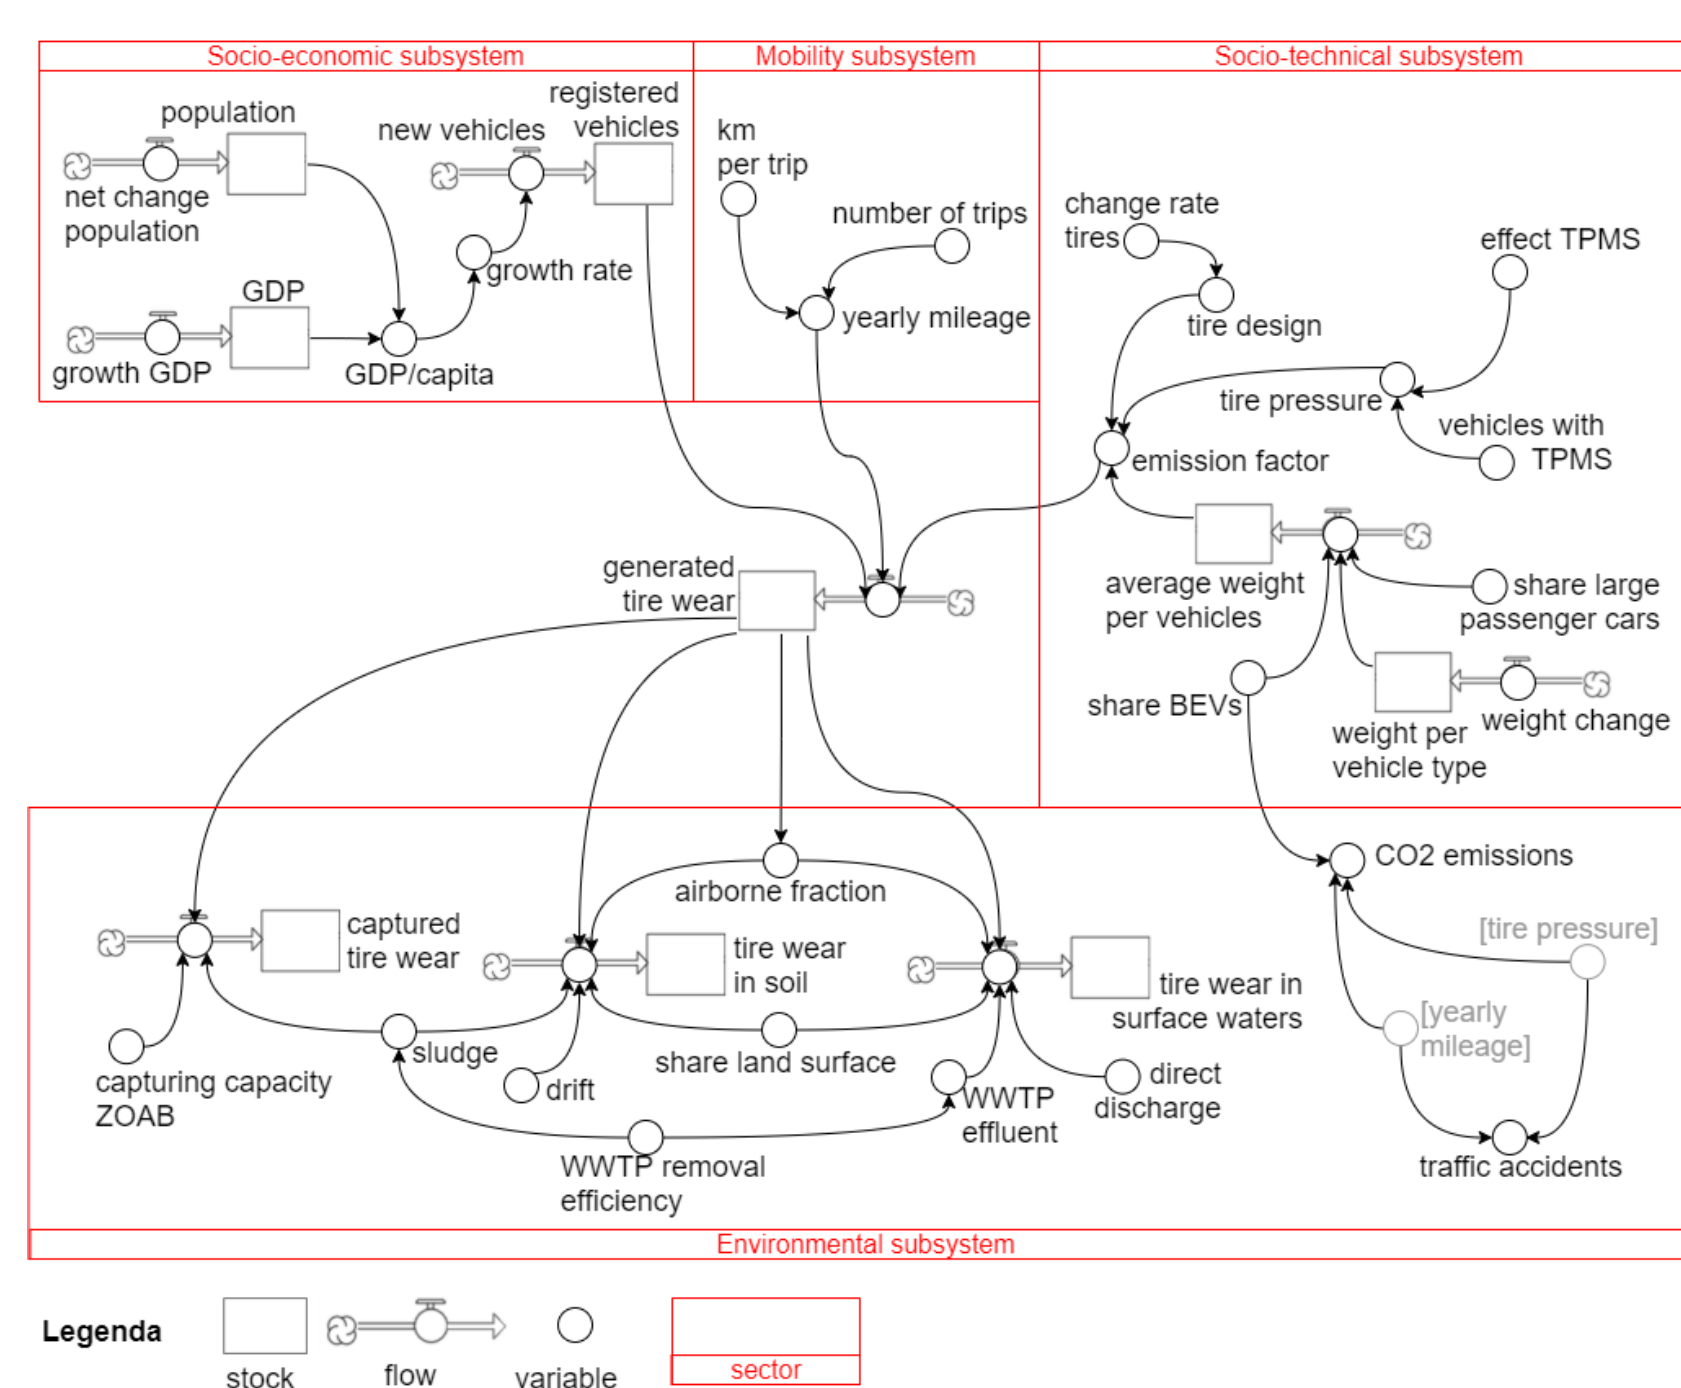 Socio-economic subsystem
Mobility subsystem
Socio-technical subsystem
population
net change
population
new vehicles
registered
vehicles
growth rate
GDP
growth GDP
GDP/capita
km
per trip
number of trips
yearly mileage
change rate
tires
tire design
effect TPMS
tire pressure
vehicles with
TPMS
emission factor
average weight
per vehicles
share large
passenger cars
share BEVs
weight per
vehicle type
weight change
generated
tire wear
airborne fraction
CO2 emissions
captured
tire wear
tire wear
in soil
tire wear in
surface waters
[tire pressure]
[yearly
mileage]
capturing capacity
ZOAB
sludge
drift
share land surface
WWTP
effluent
direct
discharge
WWTP removal
efficiency
traffic accidents
Environmental subsystem
Legenda
stock
flow
variable
sector